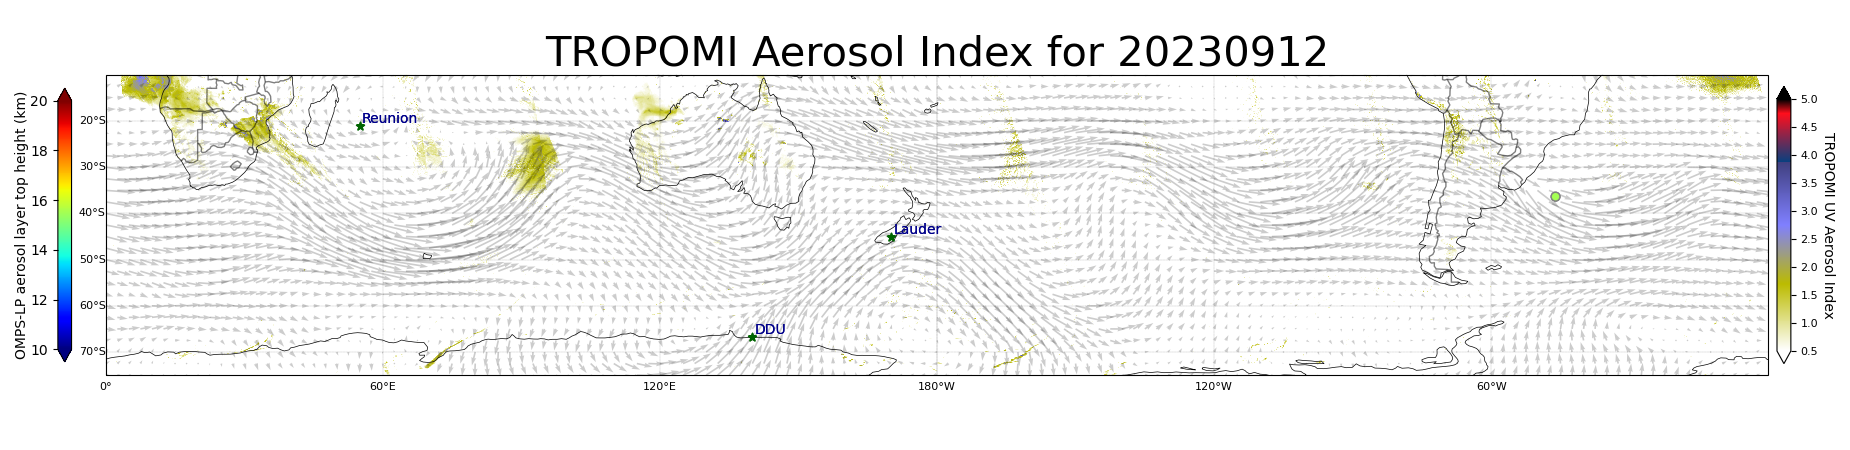 TROPOMI Aerosol Index for 20230912
OMPS-LP aerosol layer top height (km)
20
18
16
14
12
10
20°S
30°S
40°S
50°S
60°S
70°S
0°
60°E
120°E
180°W
120°W
60°W
Reunion
Lauder
DDU
5.0
4.5
4.0
3.5
3.0
2.5
2.0
1.5
1.0
0.5
TROPOMI UV Aerosol Index